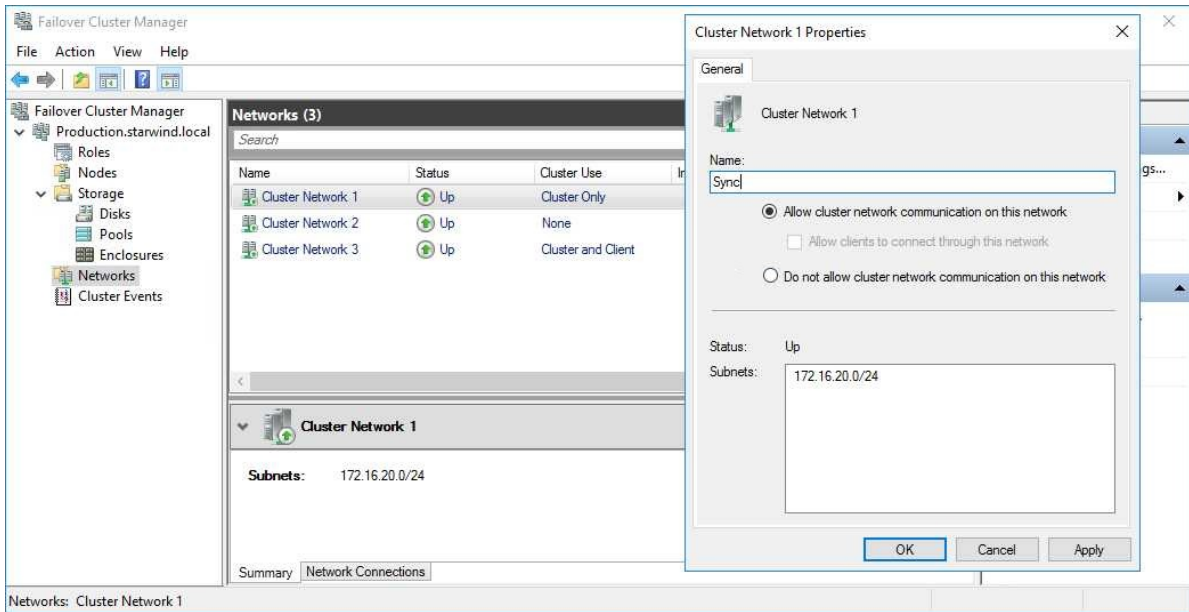 Failover Cluster Manager
File Action View Help
Failover Cluster Manager
Production.starwind.local
Roles
Nodes
Storage
Disks
Pools
Enclosures
Networks
Cluster Events
Networks (3)
Search
Name Status Cluster Use
Cluster Network 1 Up Cluster Only
Cluster Network 2 Up None
Cluster Network 3 Up Cluster and Client
Cluster Network 1
Subnets: 172.16.20.0/24
Summary Network Connections
Cluster Network 1 Properties
General
Cluster Network 1
Name:
Sync
Allow cluster network communication on this network
Allow clients to connect through this network
Do not allow cluster network communication on this network
Status: Up
Subnets: 172.16.20.0/24
OK Cancel Apply
gs...
Networks: Cluster Network 1